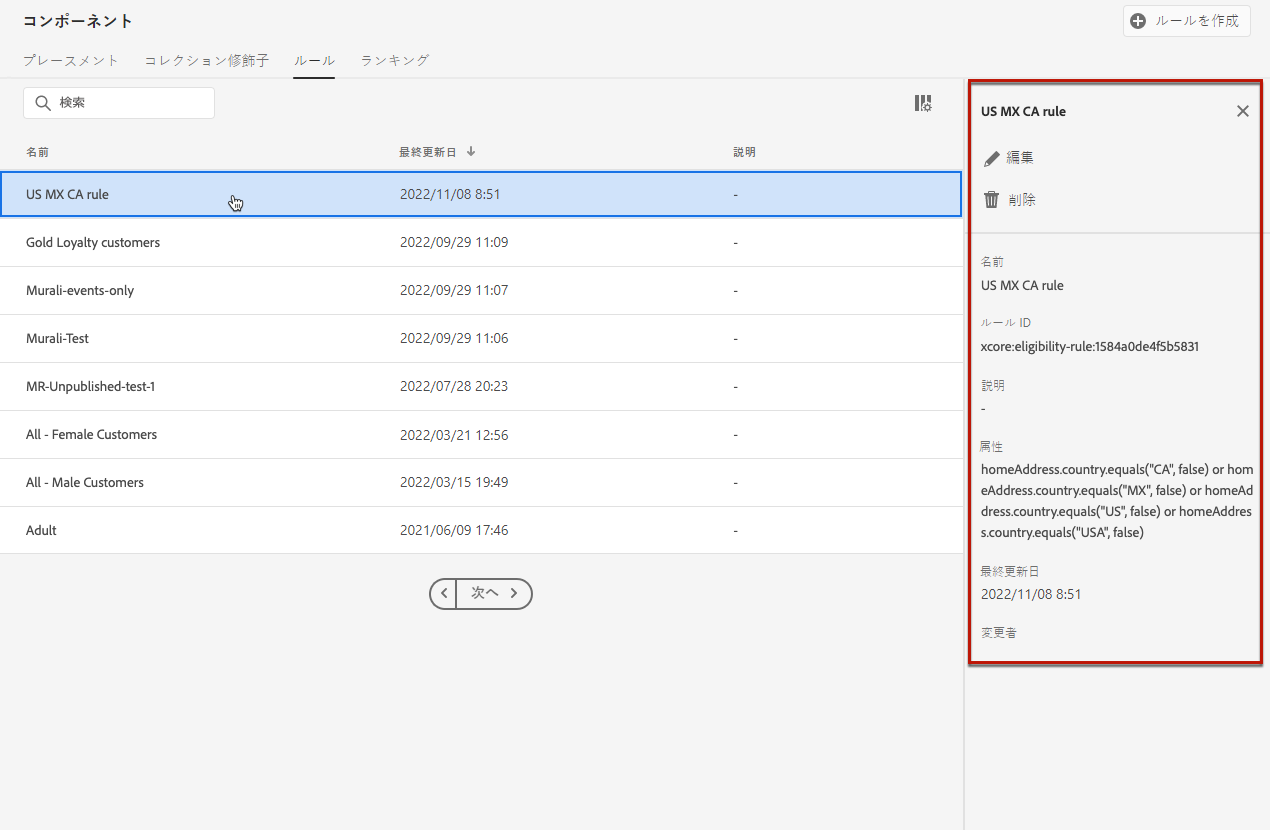 コンポーネント
ルールを作成
プレースメント コレクション修飾子 ルール ランキング
検索
名前 最終更新日 説明
US MX CA rule 2022/11/08 8:51 -
Gold Loyalty customers 2022/09/29 11:09 -
Murali-events-only 2022/09/29 11:07 -
Murali-Test 2022/09/29 11:06 -
MR-Unpublished-test-1 2022/07/28 20:23 -
All - Female Customers 2022/03/21 12:56 -
All - Male Customers 2022/03/15 19:49 -
Adult 2021/06/09 17:46 -
次へ
US MX CA rule
編集
削除
名前
US MX CA rule
ルール ID
xcore:eligibility-rule:1584a0de4f5b5831
説明
-
属性
homeAddress.country.equals("CA", false) or hom
eAddress.country.equals("MX", false) or homeAd
dress.country.equals("US", false) or homeAddres
s.country.equals("USA", false)
最終更新日
2022/11/08 8:51
変更者